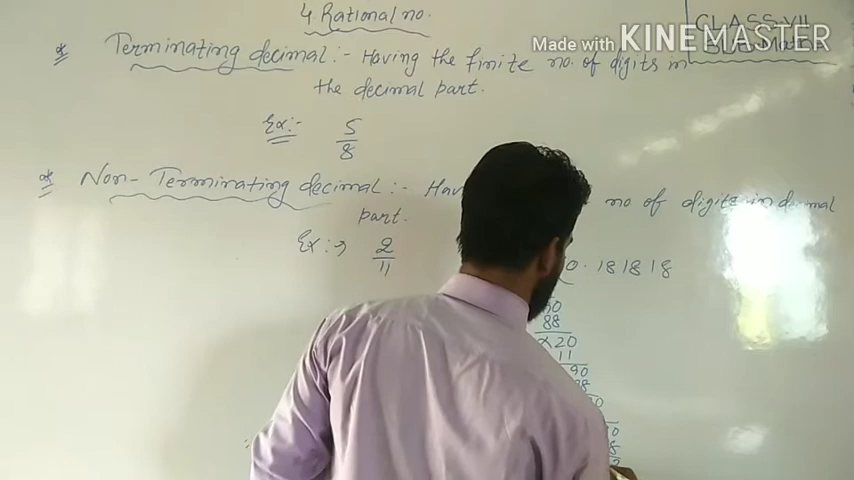 4. Rational no.
CLASS-VII
Made with KINEMASTER
* Terminating decimal :- Having the finite no. of digits in
the decimal part.
Ex:- 5
8
* Non-Terminating decimal :- no of digits in decimal
part.
Ex:→ 2
11
0.181818
88
×20
11
90